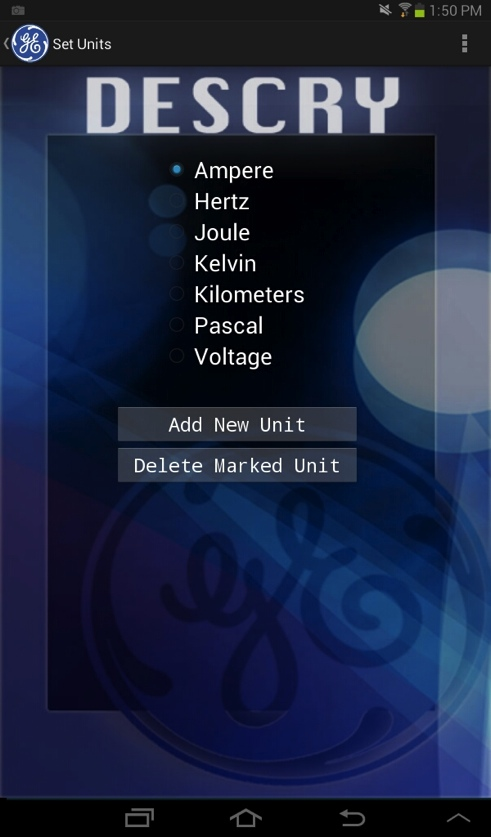 1:50 PM
Set Units
DESCRY
Ampere
Hertz
Joule
Kelvin
Kilometers
Pascal
Voltage
Add New Unit
Delete Marked Unit